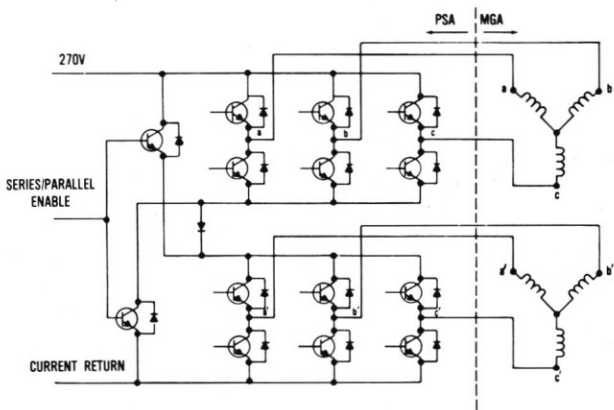 PSA MGA
270V
a b
a b c
SERIES/PARALLEL
ENABLE
c
a' b'
a' b' c'
CURRENT RETURN
c'